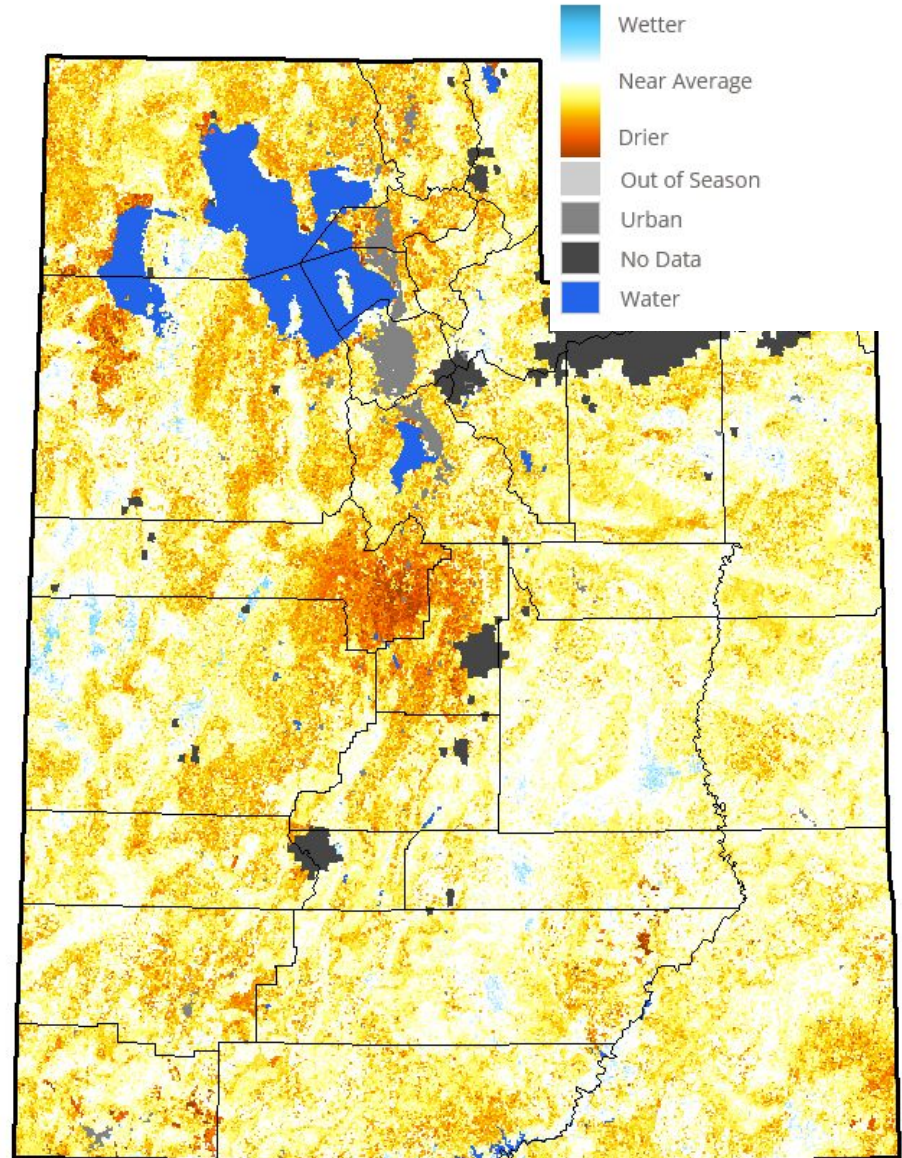 Wetter
Near Average
Drier
Out of Season
Urban
No Data
Water